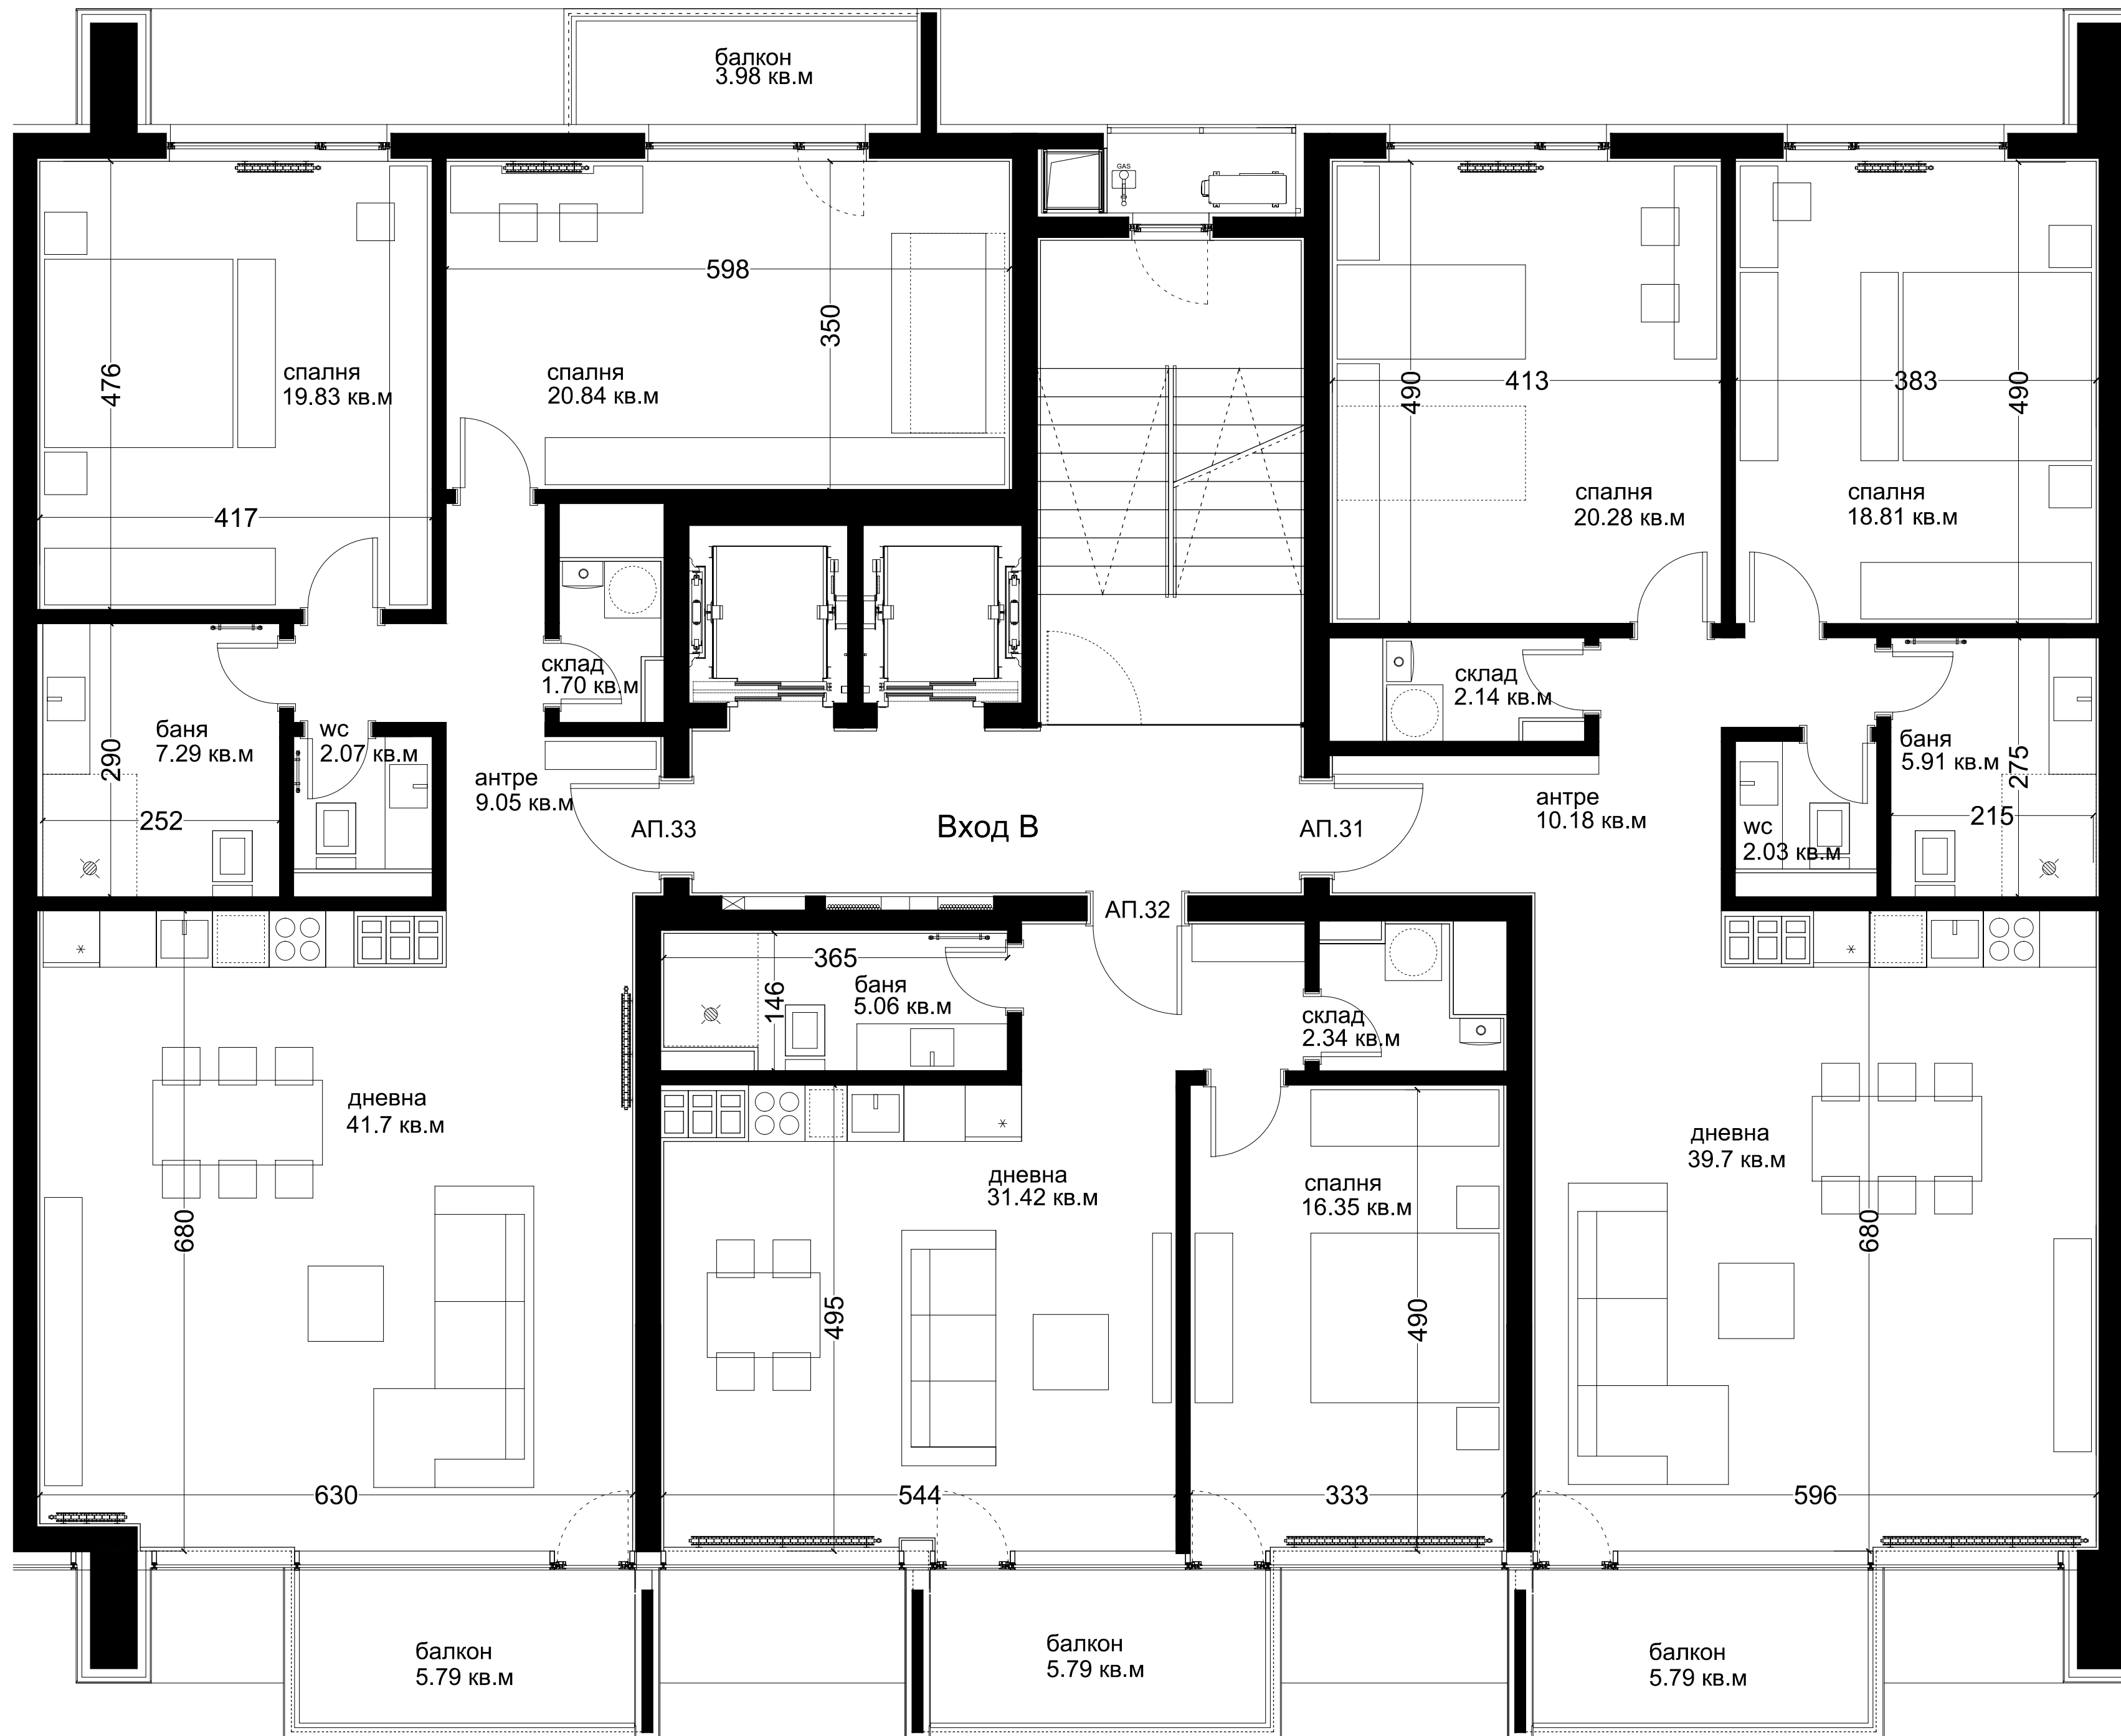 балкон
3.98 кв.м
GAS
598
350
476
спалня
19.83 кв.м
спалня
20.84 кв.м
417
490
413
383
490
спалня
20.28 кв.м
спалня
18.81 кв.м
склад
1.70 кв.м
склад
2.14 кв.м
баня
7.29 кв.м
290
252
wc
2.07 кв.м
антре
9.05 кв.м
АП.33
Вход В
АП.31
антре
10.18 кв.м
wc
2.03 кв.м
баня
5.91 кв.м
275
215
АП.32
365
146
баня
5.06 кв.м
склад
2.34 кв.м
дневна
41.7 кв.м
680
630
дневна
31.42 кв.м
495
544
спалня
16.35 кв.м
490
333
дневна
39.7 кв.м
680
596
балкон
5.79 кв.м
балкон
5.79 кв.м
балкон
5.79 кв.м